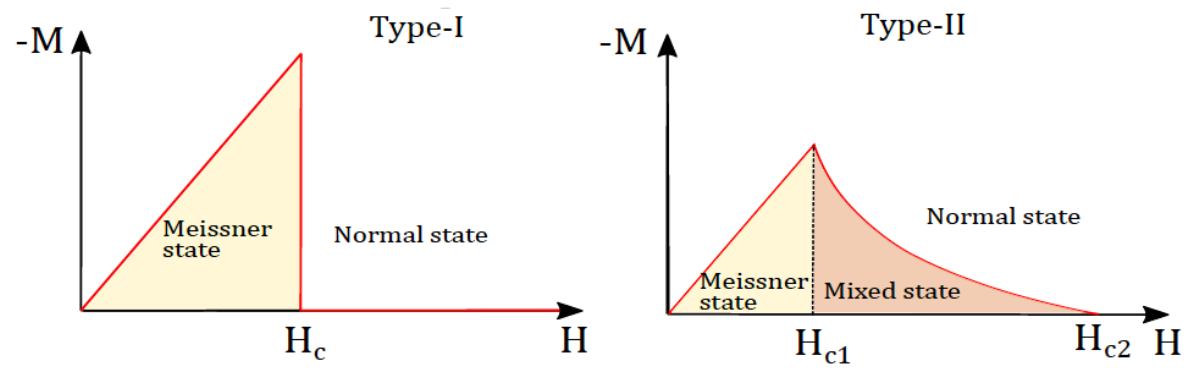 -M
Type-I
Meissner
state
Normal state
Hc
H
-M
Type-II
Normal state
Meissner
state
Mixed state
Hc1
Hc2
H